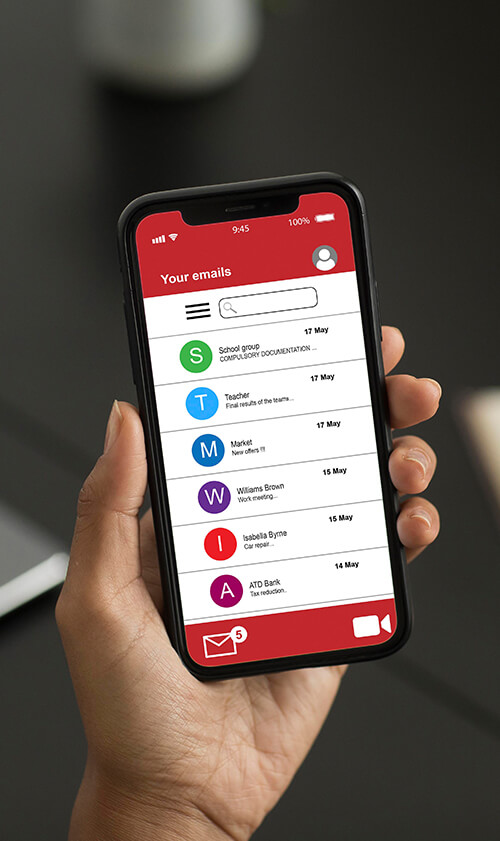 9:45
100%
Your emails
17 May
S
School group
COMPULSORY DOCUMENTATION ...
17 May
T
Teacher
Final results of the teams...
17 May
M
Market
New offers !!!
15 May
W
Williams Brown
Work meeting...
15 May
I
Isabella Byrne
Car repair...
14 May
A
ATD Bank
Tax reduction..
5